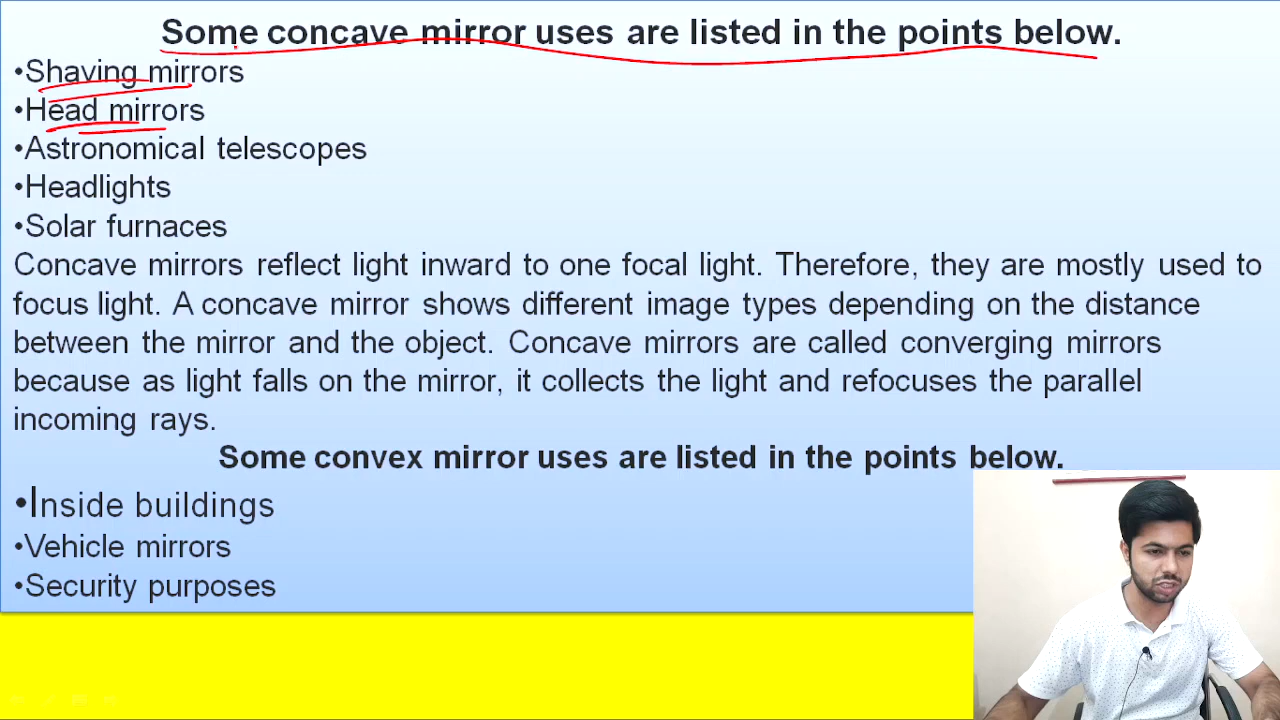 Some concave mirror uses are listed in the points below.
•Shaving mirrors
•Head mirrors
•Astronomical telescopes
•Headlights
•Solar furnaces
Concave mirrors reflect light inward to one focal light. Therefore, they are mostly used to
focus light. A concave mirror shows different image types depending on the distance
between the mirror and the object. Concave mirrors are called converging mirrors
because as light falls on the mirror, it collects the light and refocuses the parallel
incoming rays.
Some convex mirror uses are listed in the points below.
•Inside buildings
•Vehicle mirrors
•Security purposes